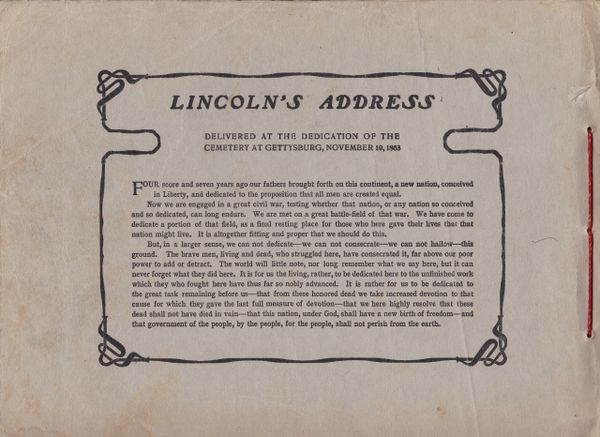 LINCOLN'S ADDRESS
DELIVERED AT THE DEDICATION OF THE
CEMETERY AT GETTYSBURG, NOVEMBER 19, 1863
FOUR score and seven years ago our fathers brought forth on this continent, a new nation, conceived
in Liberty, and dedicated to the proposition that all men are created equal.
Now we are engaged in a great civil war, testing whether that nation, or any nation so conceived
and so dedicated, can long endure. We are met on a great battle-field of that war. We have come to
dedicate a portion of that field, as a final resting place for those who here gave their lives that that
nation might live. It is altogether fitting and proper that we should do this.
But, in a larger sense, we can not dedicate—we can not consecrate—we can not hallow—this
ground. The brave men, living and dead, who struggled here, have consecrated it, far above our poor
power to add or detract. The world will little note, nor long remember what we say here, but it can
never forget what they did here. It is for us the living, rather, to be dedicated here to the unfinished work
which they who fought here have thus far so nobly advanced. It is rather for us to be dedicated to
the great task remaining before us—that from these honored dead we take increased devotion to that
cause for which they gave the last full measure of devotion—that we here highly resolve that these
dead shall not have died in vain—that this nation, under God, shall have a new birth of freedom—and
that government of the people, by the people, for the people, shall not perish from the earth.